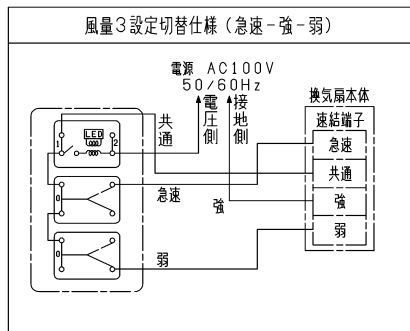 風量３設定切替仕様（急速－強－弱）
電源 AC100V
50/60Hz
電圧側
接地側
換気扇本体
速結端子
急速
共通
強
弱
共通
LED
1
2
0
急速
強
0
弱